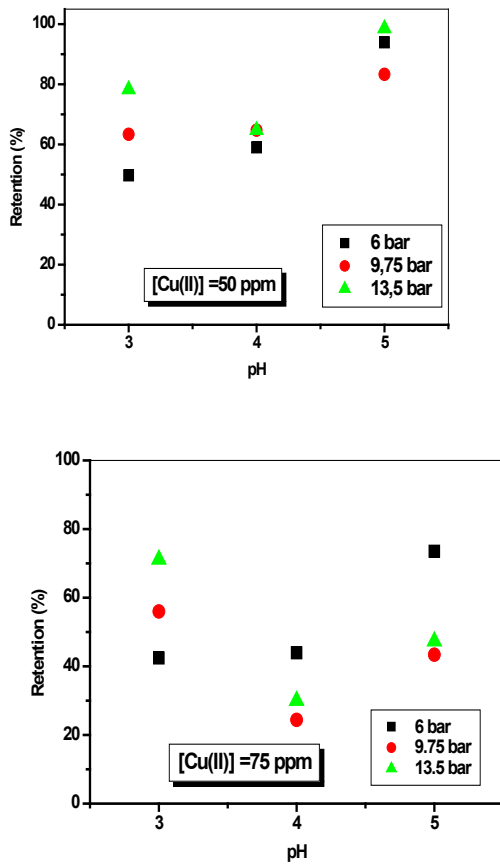 100
80
60
40
20
0
Retention (%)
6 bar
9,75 bar
13,5 bar
[Cu(II)] =50 ppm
3 4 5
pH
100
80
60
40
20
0
Retention (%)
6 bar
9.75 bar
13.5 bar
[Cu(II)] =75 ppm
3 4 5
pH